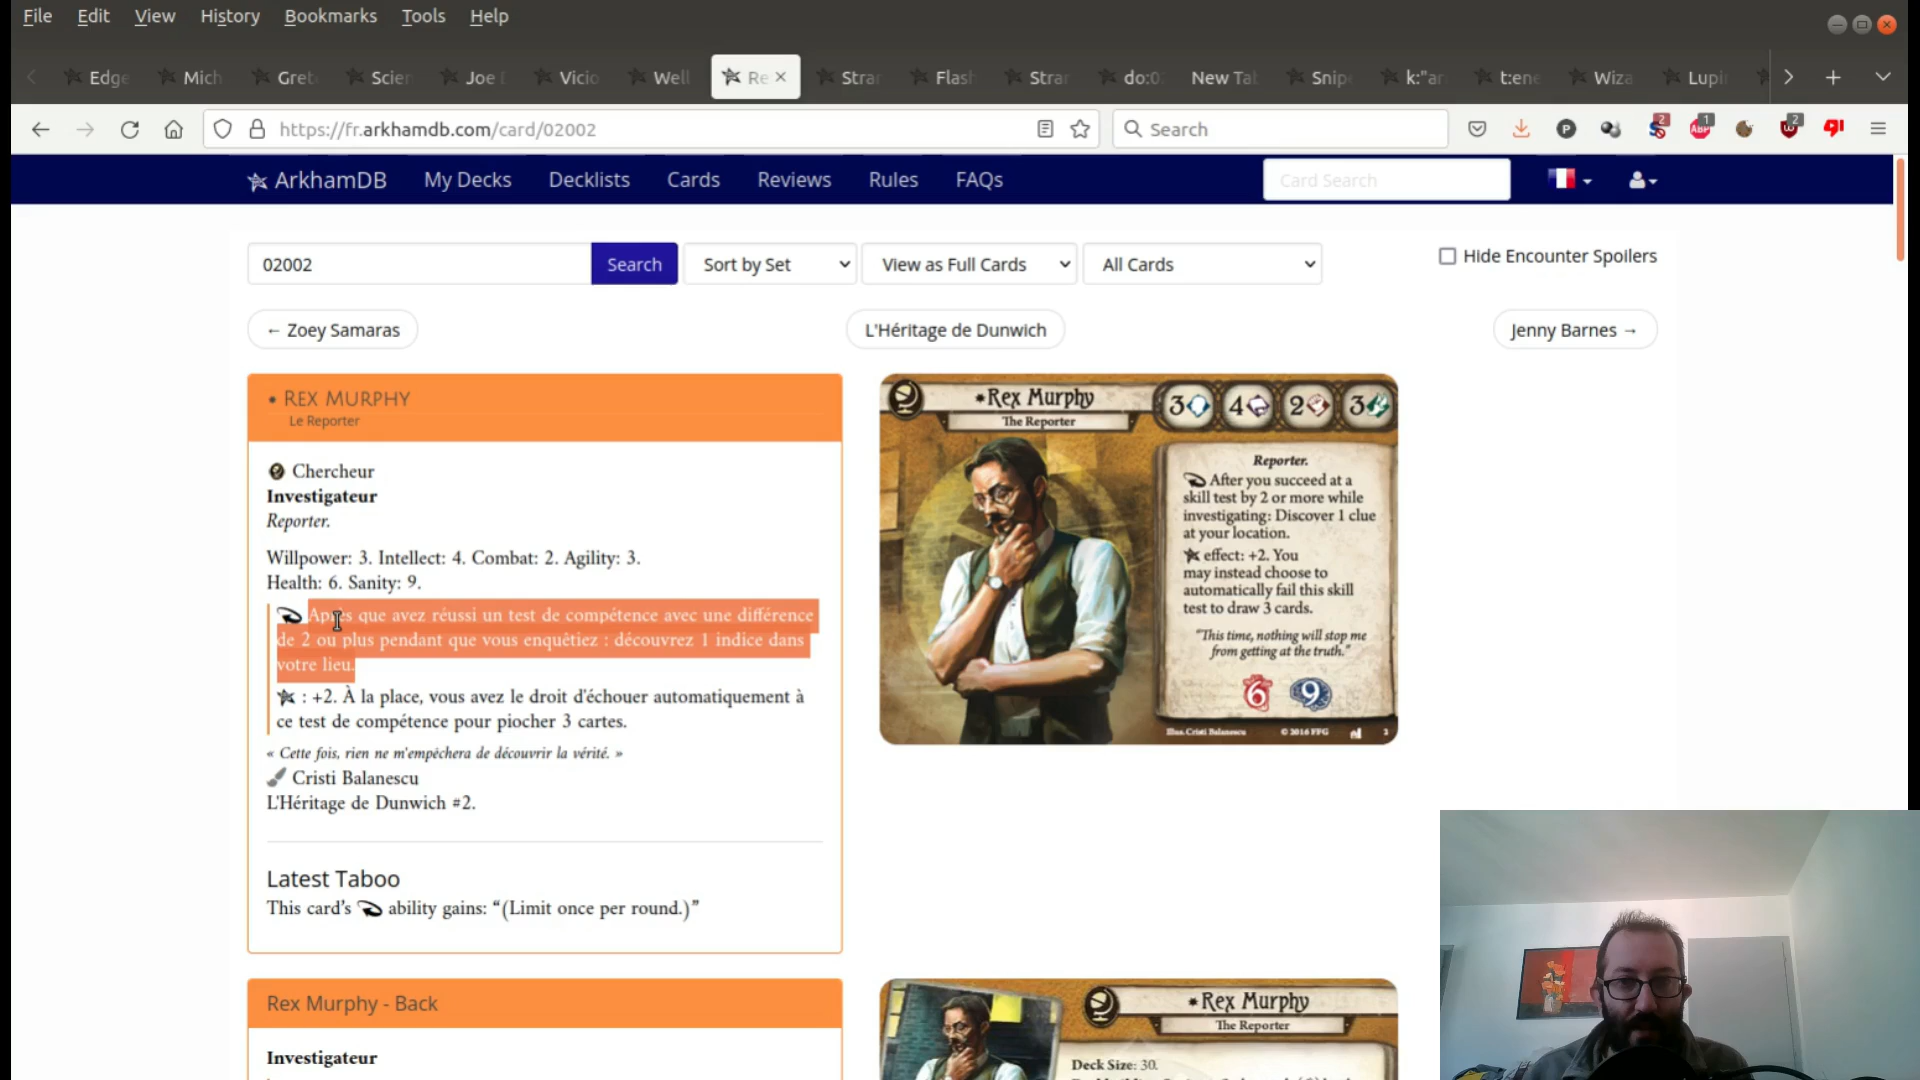 File Edit View History Bookmarks Tools Help
Edge Mich Gret Scier Joe Vicio Well Re Stra Flash Stra do:0 New Tab Snip k:"ar t:ene Wiza Lupi
https://fr.arkhamdb.com/card/02002
Search
ArkhamDB My Decks Decklists Cards Reviews Rules FAQs
Card Search
02002 Search Sort by Set View as Full Cards All Cards
Hide Encounter Spoilers
← Zoey Samaras
L'Héritage de Dunwich
Jenny Barnes →
• REX MURPHY
Le Reporter
Chercheur
Investigateur
Reporter.
Willpower: 3. Intellect: 4. Combat: 2. Agility: 3.
Health: 6. Sanity: 9.
Après que avez réussi un test de compétence avec une différence
de 2 ou plus pendant que vous enquêtiez : découvrez 1 indice dans
votre lieu.
: +2. À la place, vous avez le droit d'échouer automatiquement à
ce test de compétence pour piocher 3 cartes.
« Cette fois, rien ne m'empêchera de découvrir la vérité. »
Cristi Balanescu
L'Héritage de Dunwich #2.
Latest Taboo
This card's ability gains: “(Limit once per round.)”
Rex Murphy
The Reporter
3 4 2 3
Reporter.
After you succeed at a
skill test by 2 or more while
investigating: Discover 1 clue
at your location.
effect: +2. You
may instead choose to
automatically fail this skill
test to draw 3 cards.
“This time, nothing will stop me
from getting at the truth.”
6 9
Illus. Cristi Balanescu © 2016 FFG 2
Rex Murphy - Back
Investigateur
Rex Murphy
The Reporter
Deck Size: 30.